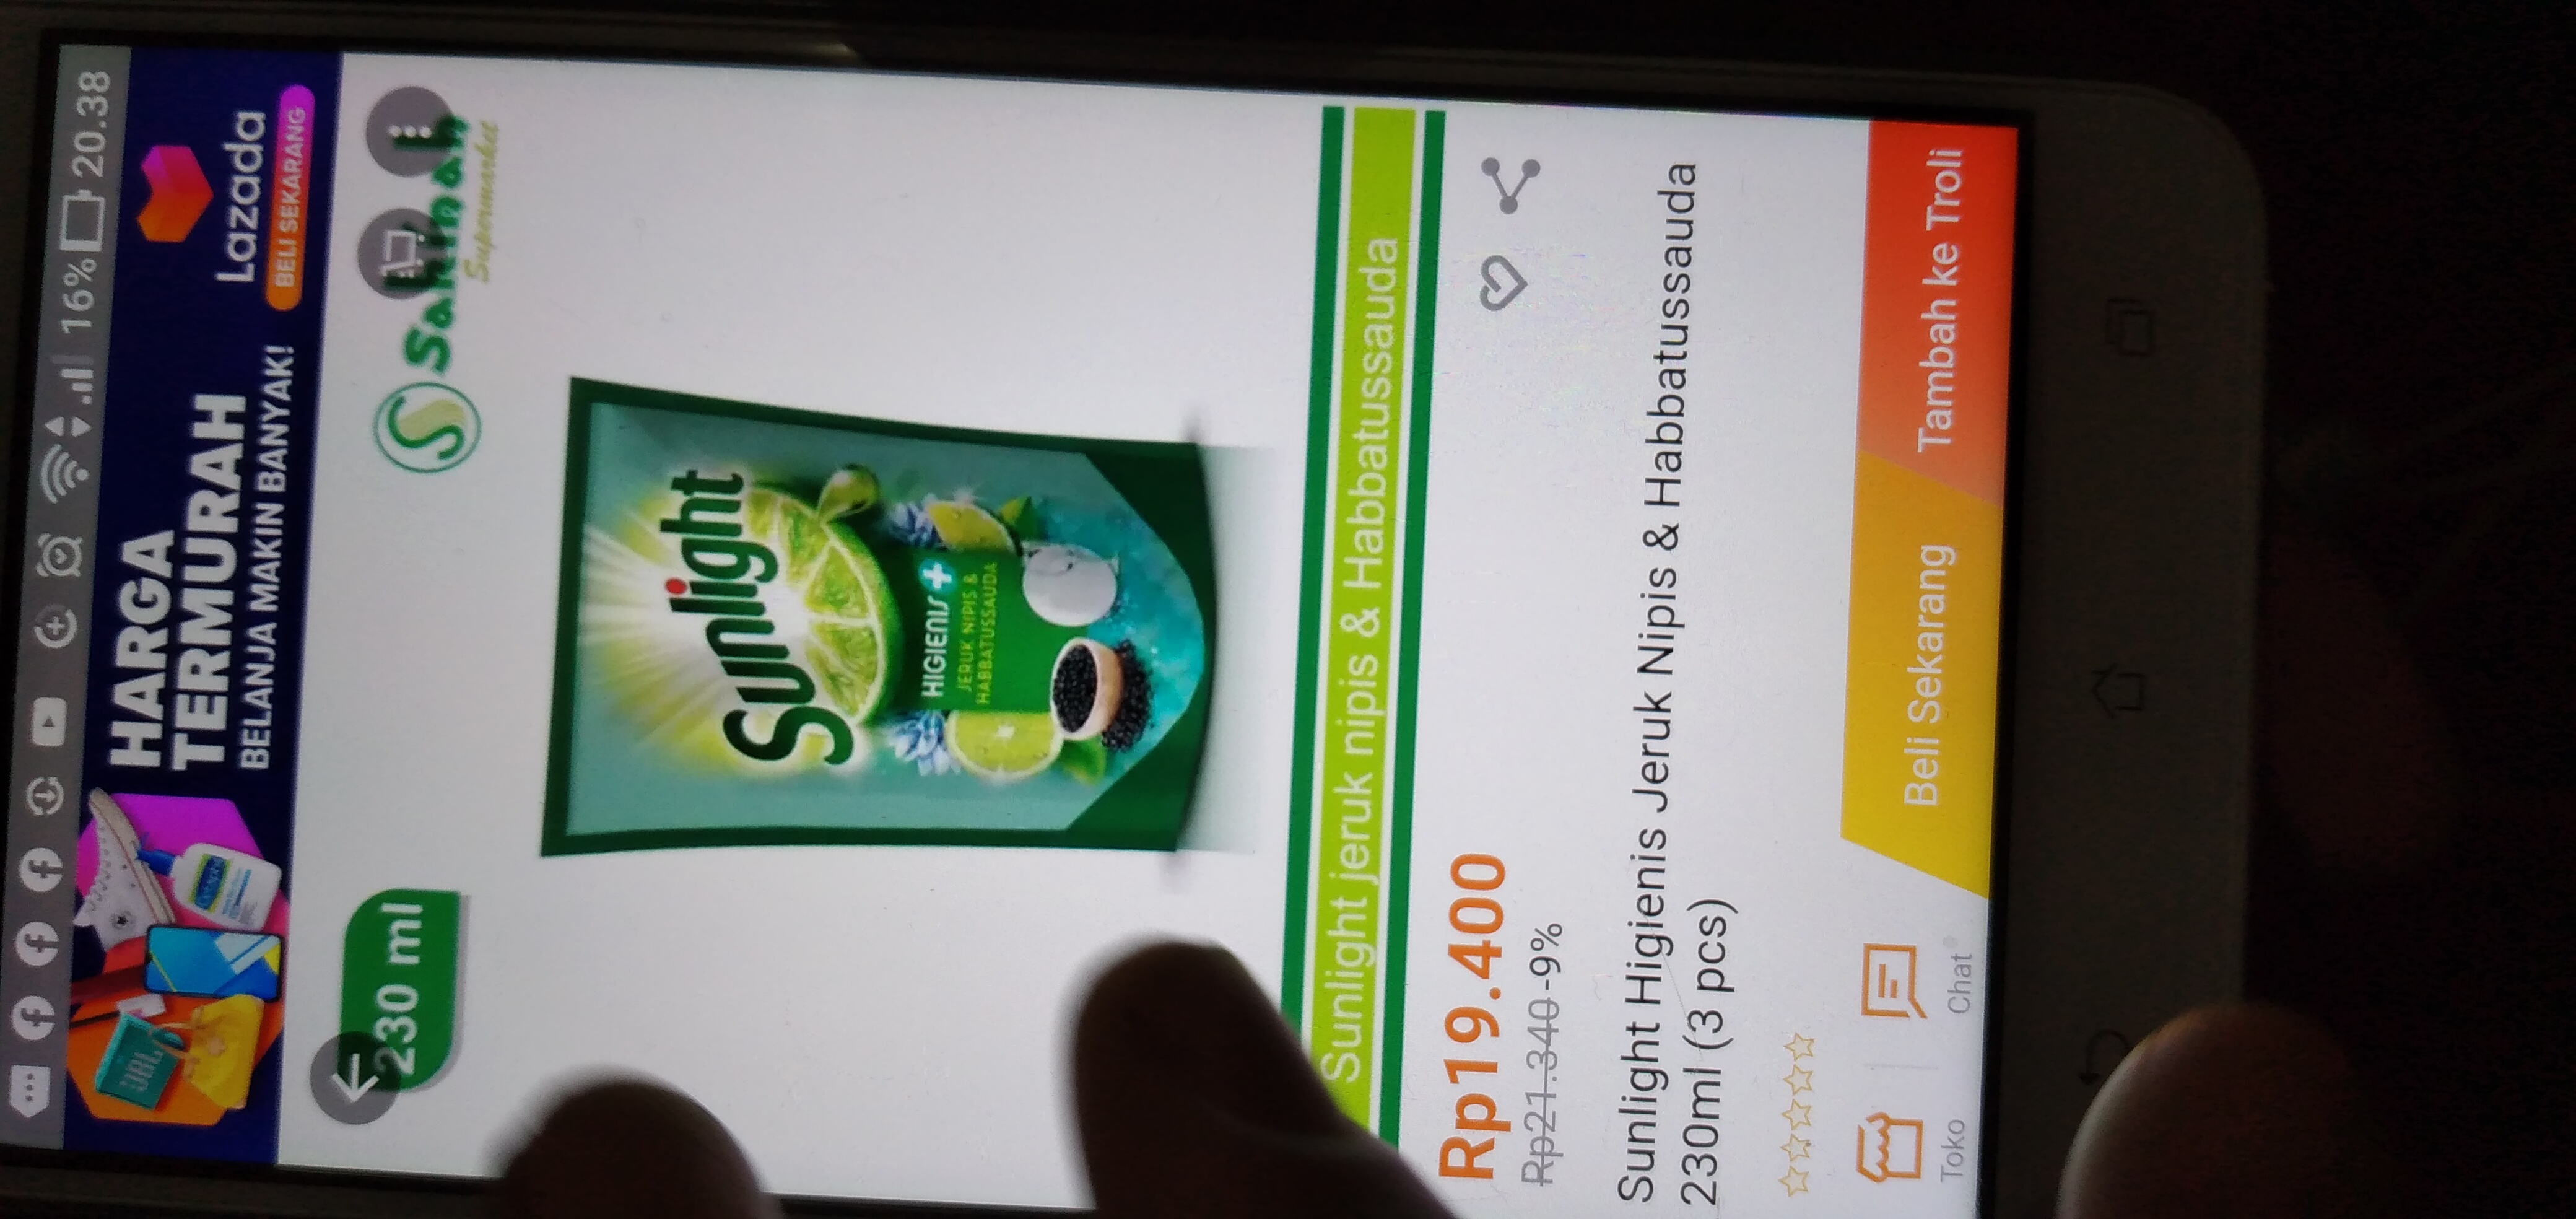 16% 20.38
JBL
Cetaphil
HARGA
TERMURAH
BELANJA MAKIN BANYAK!
Lazada
BELI SEKARANG
230 ml
S Sakinah
Supermarket
Sunlight
HIGIENIS +
JERUK NIPIS &
HABBATUSSAUDA
Sunlight jeruk nipis & Habbatussauda
Rp19.400
Rp21.340 -9%
Sunlight Higienis Jeruk Nipis & Habbatussauda
230ml (3 pcs)
Toko
Chat
Beli Sekarang
Tambah ke Troli